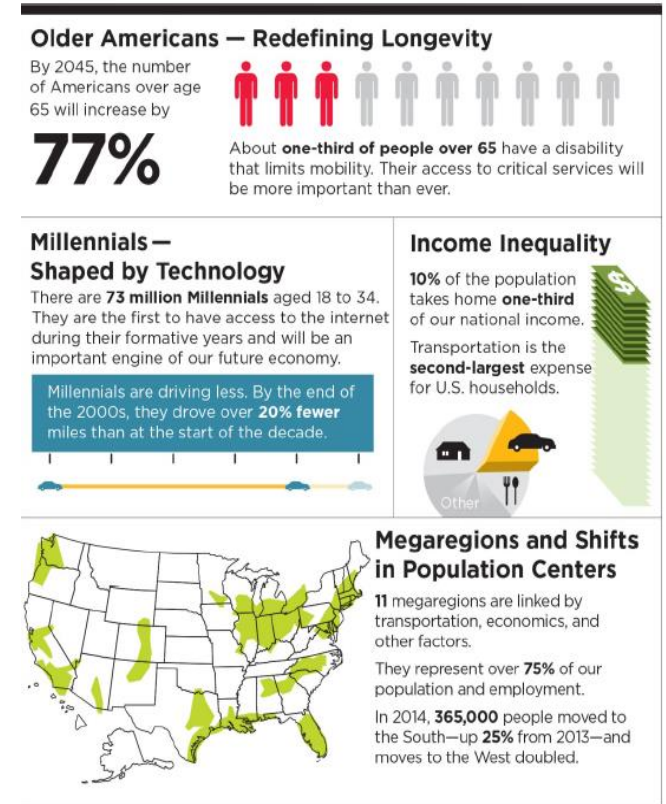 Older Americans — Redefining Longevity
By 2045, the number
of Americans over age
65 will increase by
77%
About one-third of people over 65 have a disability
that limits mobility. Their access to critical services will
be more important than ever.
Millennials —
Shaped by Technology
There are 73 million Millennials aged 18 to 34.
They are the first to have access to the internet
during their formative years and will be an
important engine of our future economy.
Millennials are driving less. By the end of
the 2000s, they drove over 20% fewer
miles than at the start of the decade.
Income Inequality
10% of the population
takes home one-third
of our national income.
Transportation is the
second-largest expense
for U.S. households.
$
Other
Megaregions and Shifts
in Population Centers
11 megaregions are linked by
transportation, economics, and
other factors.
They represent over 75% of our
population and employment.
In 2014, 365,000 people moved to
the South—up 25% from 2013—and
moves to the West doubled.